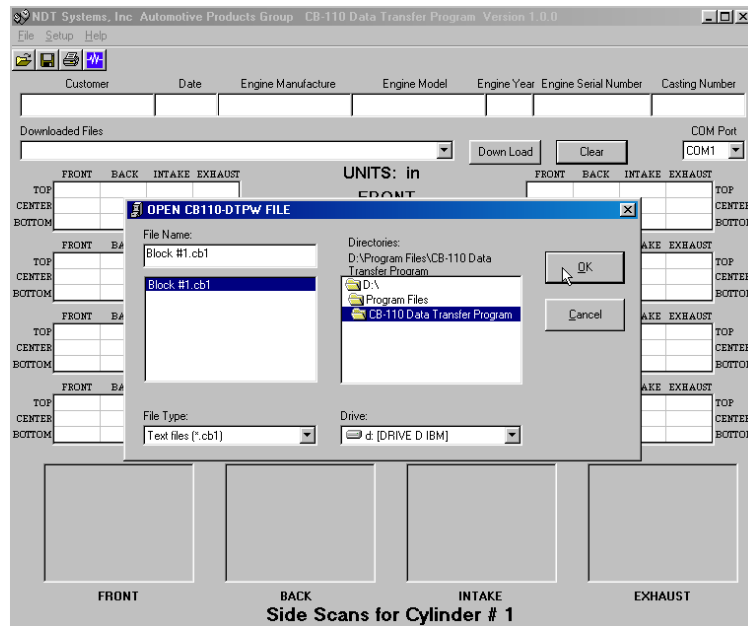 NDT Systems, Inc Automotive Products Group CB-110 Data Transfer Program Version 1.0.0
File Setup Help
Customer Date Engine Manufacture Engine Model Engine Year Engine Serial Number Casting Number
Downloaded Files COM Port
Down Load Clear COM1
FRONT BACK INTAKE EXHAUST UNITS: in FRONT BACK INTAKE EXHAUST
TOP FRONT TOP
CENTER CENTER
BOTTOM BOTTOM
OPEN CB110-DTPW FILE
File Name:
Block #1.cb1
Block #1.cb1
Directories:
D:\Program Files\CB-110 Data
Transfer Program
D:\
Program Files
CB-110 Data Transfer Program
OK
Cancel
File Type:
Text files (*.cb1)
Drive:
d: [DRIVE D IBM]
FRONT BA AKE EXHAUST
TOP TOP
CENTER CENTER
BOTTOM BOTTOM
FRONT BA AKE EXHAUST
TOP TOP
CENTER CENTER
BOTTOM BOTTOM
FRONT BA AKE EXHAUST
TOP TOP
CENTER CENTER
BOTTOM BOTTOM
FRONT BACK INTAKE EXHAUST
Side Scans for Cylinder # 1